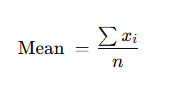 Mean = ∑ xᵢ / n